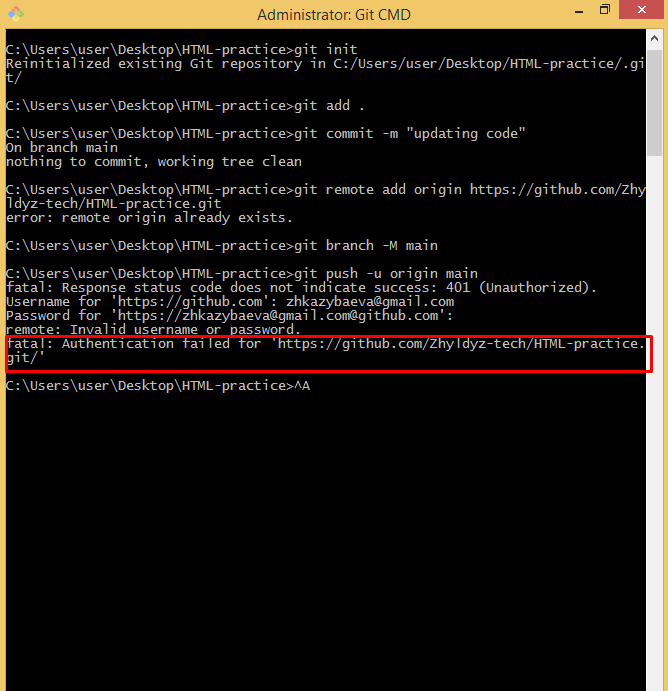 Administrator: Git CMD
C:\Users\user\Desktop\HTML-practice>git init
Reinitialized existing Git repository in C:/Users/user/Desktop/HTML-practice/.gi
t/
C:\Users\user\Desktop\HTML-practice>git add .
C:\Users\user\Desktop\HTML-practice>git commit -m "updating code"
On branch main
nothing to commit, working tree clean
C:\Users\user\Desktop\HTML-practice>git remote add origin https://github.com/Zhy
ldyz-tech/HTML-practice.git
error: remote origin already exists.
C:\Users\user\Desktop\HTML-practice>git branch -M main
C:\Users\user\Desktop\HTML-practice>git push -u origin main
fatal: Response status code does not indicate success: 401 (Unauthorized).
Username for 'https://github.com': zhkazybaeva@gmail.com
Password for 'https://zhkazybaeva@gmail.com@github.com':
remote: Invalid username or password.
fatal: Authentication failed for 'https://github.com/Zhyldyz-tech/HTML-practice.
git/'
C:\Users\user\Desktop\HTML-practice>^A